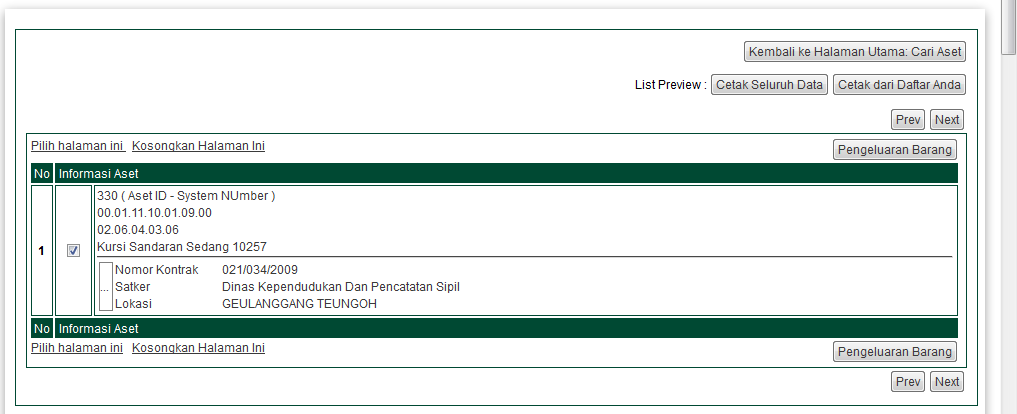 Kembali ke Halaman Utama: Cari Aset
List Preview : Cetak Seluruh Data Cetak dari Daftar Anda
Prev Next
Pilih halaman ini Kosongkan Halaman Ini Pengeluaran Barang
No Informasi Aset
330 ( Aset ID - System NUmber )
00.01.11.10.01.09.00
02.06.04.03.06
1 Kursi Sandaran Sedang 10257
Nomor Kontrak 021/034/2009
... Satker Dinas Kependudukan Dan Pencatatan Sipil
Lokasi GEULANGGANG TEUNGOH
No Informasi Aset
Pilih halaman ini Kosongkan Halaman Ini Pengeluaran Barang
Prev Next